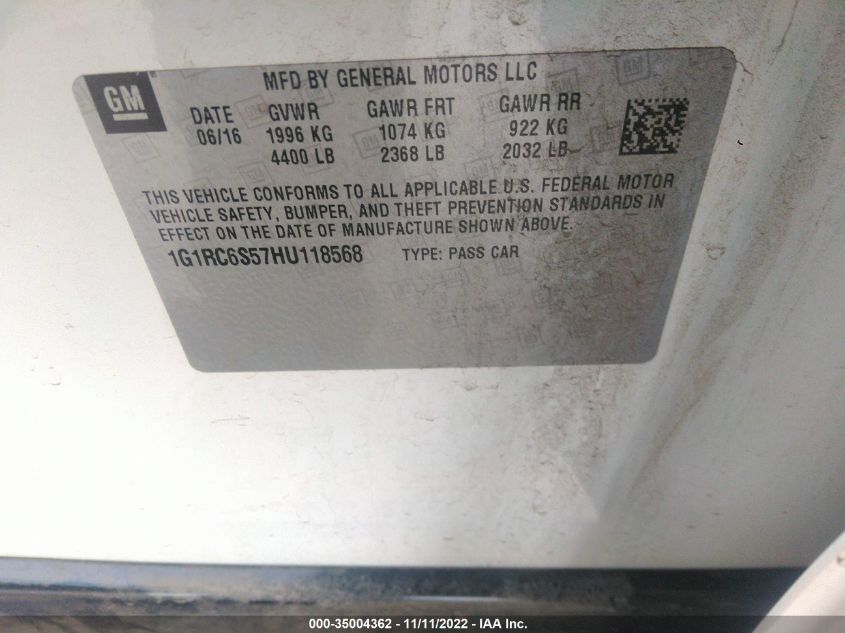 GM
MFD BY GENERAL MOTORS LLC
DATE GVWR GAWR FRT GAWR RR
06/16 1996 KG 1074 KG 922 KG
4400 LB 2368 LB 2032 LB
THIS VEHICLE CONFORMS TO ALL APPLICABLE U.S. FEDERAL MOTOR
VEHICLE SAFETY, BUMPER, AND THEFT PREVENTION STANDARDS IN
EFFECT ON THE DATE OF MANUFACTURE SHOWN ABOVE.
1G1RC6S57HU118568 TYPE: PASS CAR
000-35004362 - 11/11/2022 - IAA Inc.